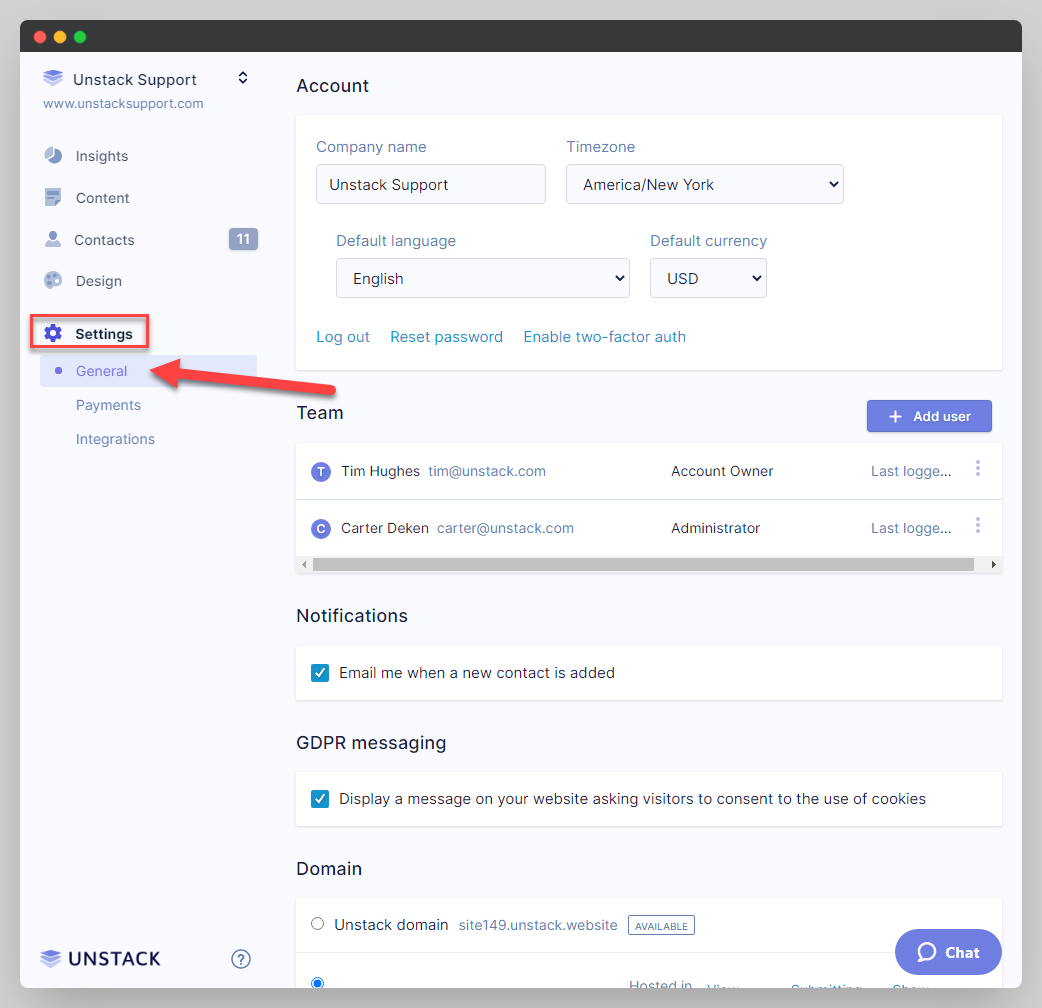 Unstack Support
www.unstacksupport.com
Insights
Content
Contacts 11
Design
Settings
General
Payments
Integrations
UNSTACK ?
Account
Company name Timezone
Unstack Support America/New York
Default language Default currency
English USD
Log out Reset password Enable two-factor auth
Team + Add user
T Tim Hughes tim@unstack.com Account Owner Last logge...
C Carter Deken carter@unstack.com Administrator Last logge...
Notifications
Email me when a new contact is added
GDPR messaging
Display a message on your website asking visitors to consent to the use of cookies
Domain
Unstack domain site149.unstack.website AVAILABLE
Hosted in View Submitting Show
Chat